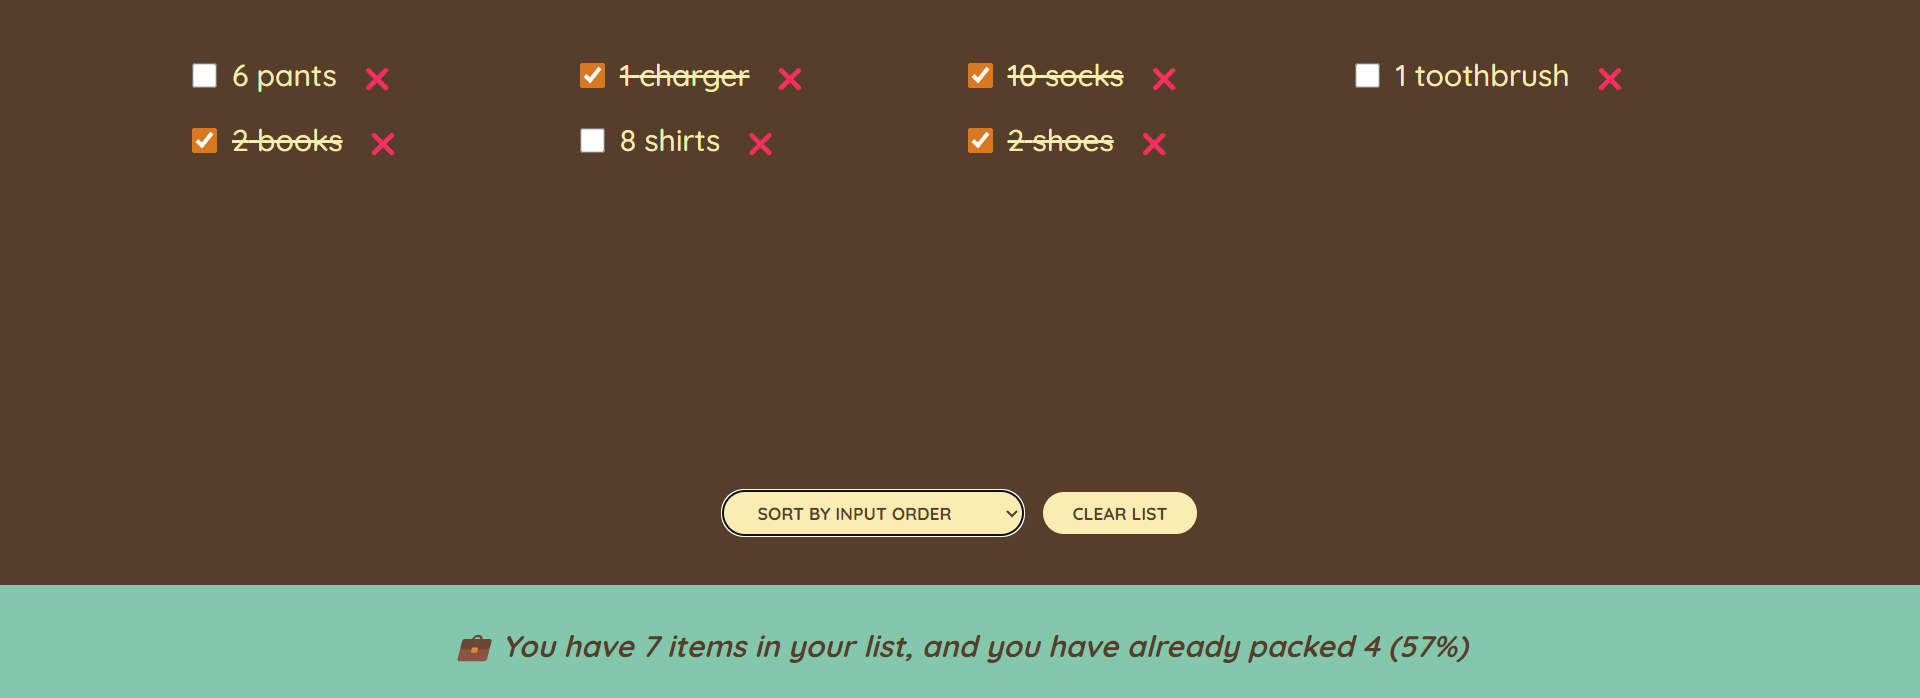 6 pants 1 charger 10 socks 1 toothbrush
2 books 8 shirts 2 shoes
SORT BY INPUT ORDER CLEAR LIST
You have 7 items in your list, and you have already packed 4 (57%)